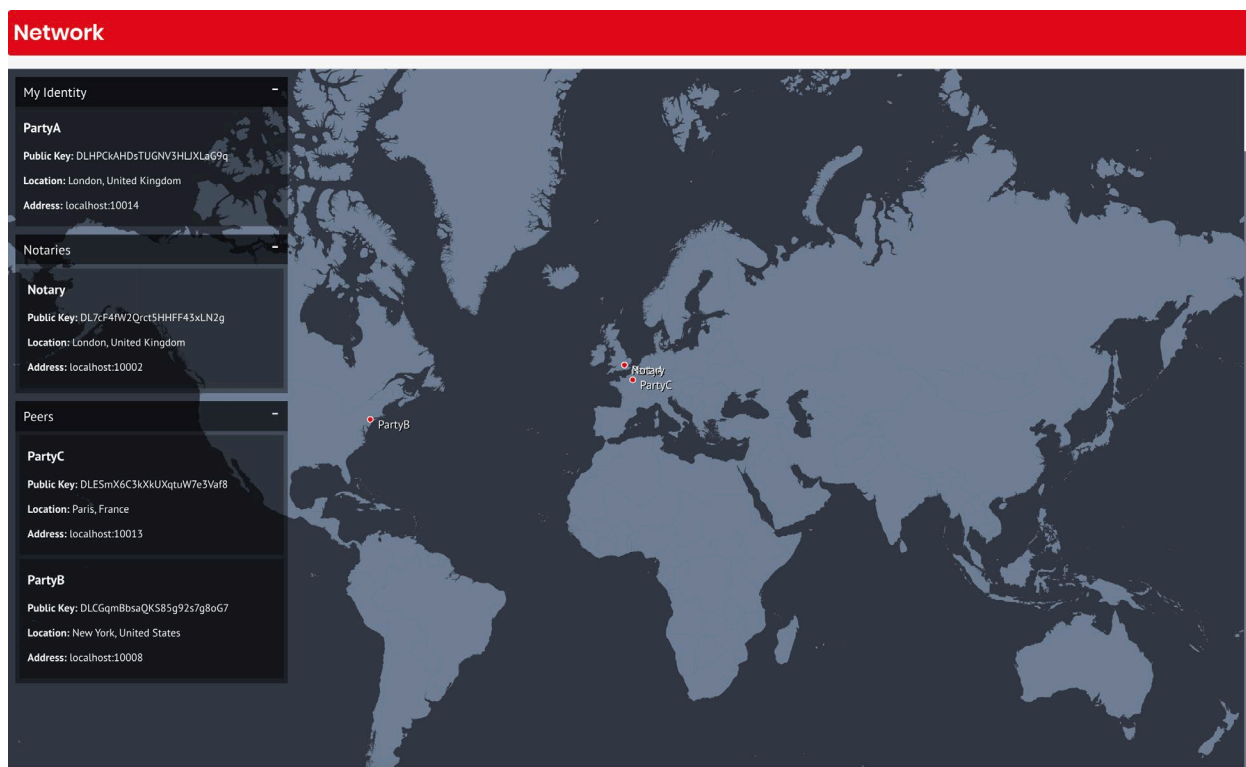 Network
My Identity
PartyA
Public Key: DLHPCkAHDsTUGNV3HLJXLaG9q
Location: London, United Kingdom
Address: localhost:10014
Notaries
Notary
Public Key: DL7cF4fW2Qrct5HHFF43xLN2g
Location: London, United Kingdom
Address: localhost:10002
Peers
PartyC
Public Key: DLESmX6C3kXkUXqtuW7e3Vaf8
Location: Paris, France
Address: localhost:10013
PartyB
Public Key: DLCGqmBbsaQKS85g92s7g8oG7
Location: New York, United States
Address: localhost:10008
Notary
PartyC
PartyB